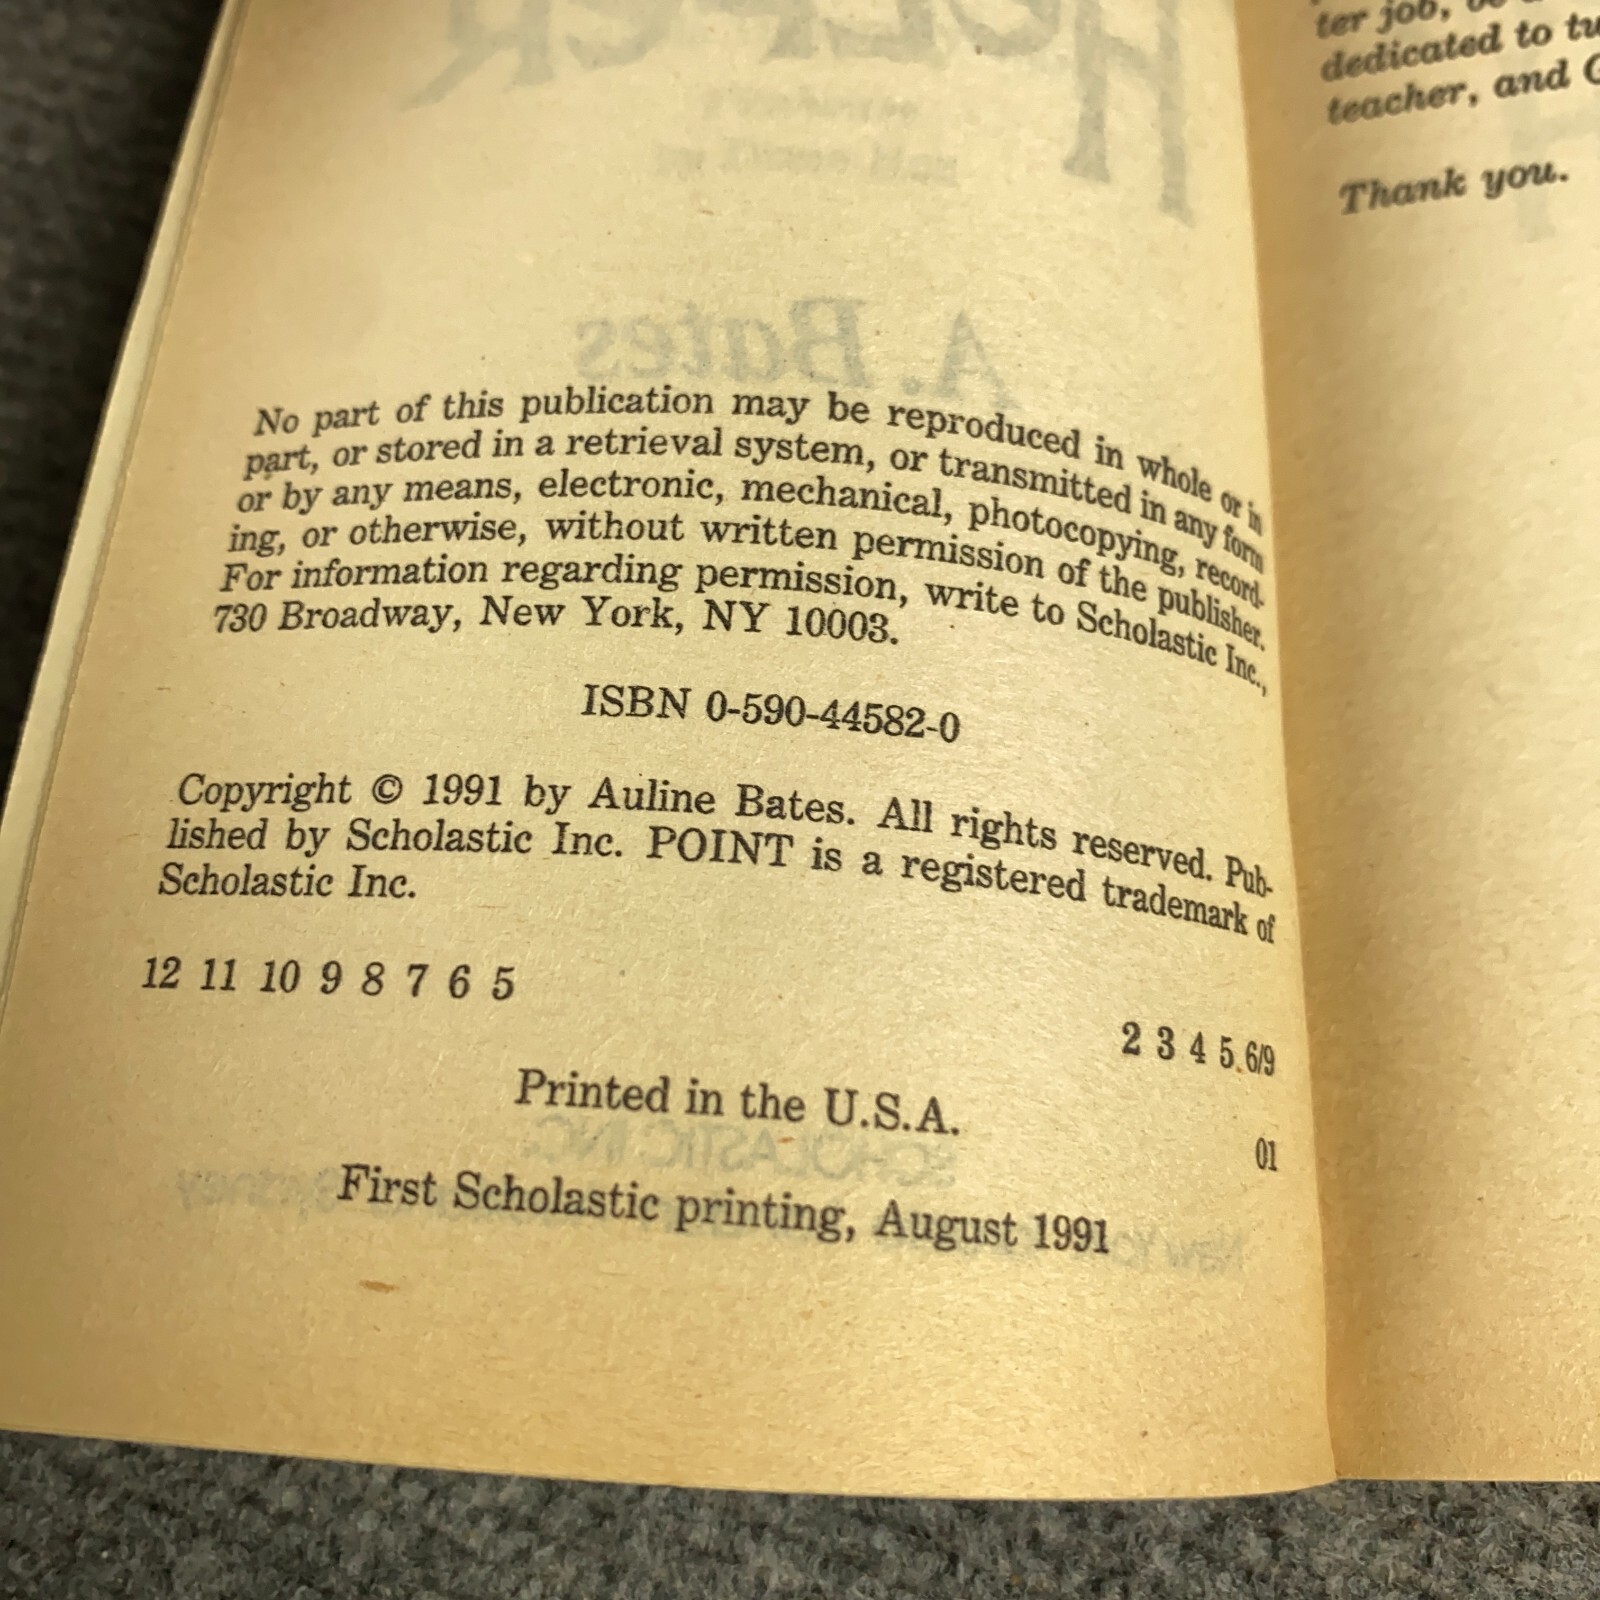 No part of this publication may be reproduced in whole or in
part, or stored in a retrieval system, or transmitted in any form
or by any means, electronic, mechanical, photocopying, record-
ing, or otherwise, without written permission of the publisher.
For information regarding permission, write to Scholastic Inc.,
730 Broadway, New York, NY 10003.
ISBN 0-590-44582-0
Copyright © 1991 by Auline Bates. All rights reserved. Pub-
lished by Scholastic Inc. POINT is a registered trademark of
Scholastic Inc.
12 11 10 9 8 7 6 5
2 3 4 5 6/9
Printed in the U.S.A.
01
First Scholastic printing, August 1991
ter job,
dedicated to
teacher, and
Thank you.
A. Bates
SCHOLASTIC INC.